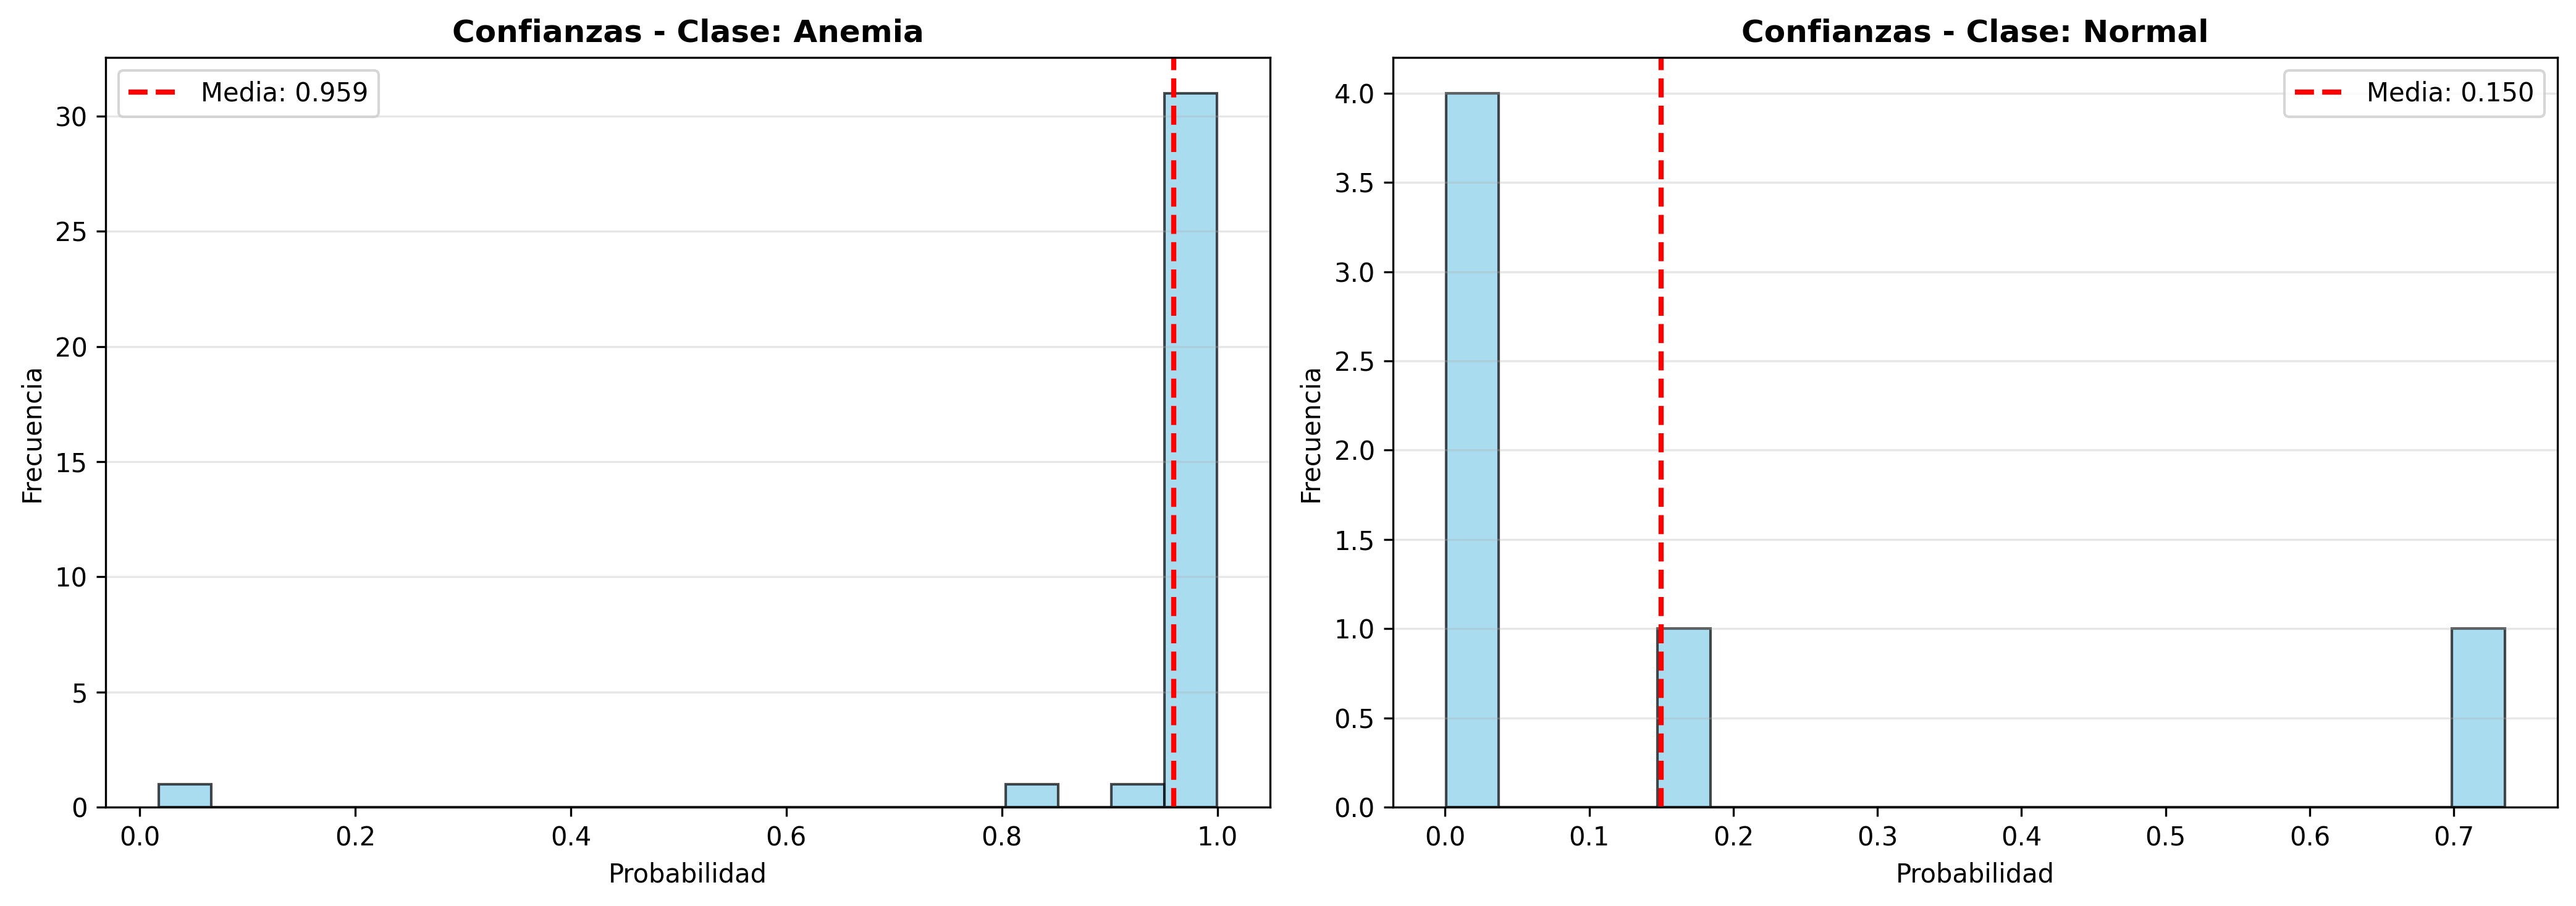 Confianzas - Clase: Anemia
Media: 0.959
30
25
20
15
10
5
0
Frecuencia
0.0 0.2 0.4 0.6 0.8 1.0
Probabilidad
Confianzas - Clase: Normal
Media: 0.150
4.0
3.5
3.0
2.5
2.0
1.5
1.0
0.5
0.0
Frecuencia
0.0 0.1 0.2 0.3 0.4 0.5 0.6 0.7
Probabilidad